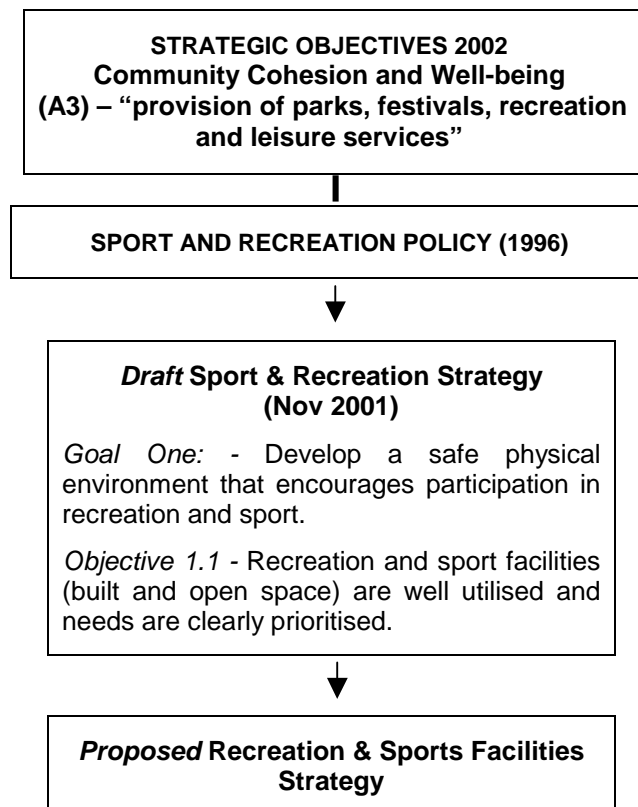 STRATEGIC OBJECTIVES 2002
Community Cohesion and Well-being
(A3) – “provision of parks, festivals, recreation
and leisure services”
SPORT AND RECREATION POLICY (1996)
Draft Sport & Recreation Strategy
(Nov 2001)
Goal One: - Develop a safe physical
environment that encourages participation in
recreation and sport.
Objective 1.1 - Recreation and sport facilities
(built and open space) are well utilised and
needs are clearly prioritised.
Proposed Recreation & Sports Facilities
Strategy